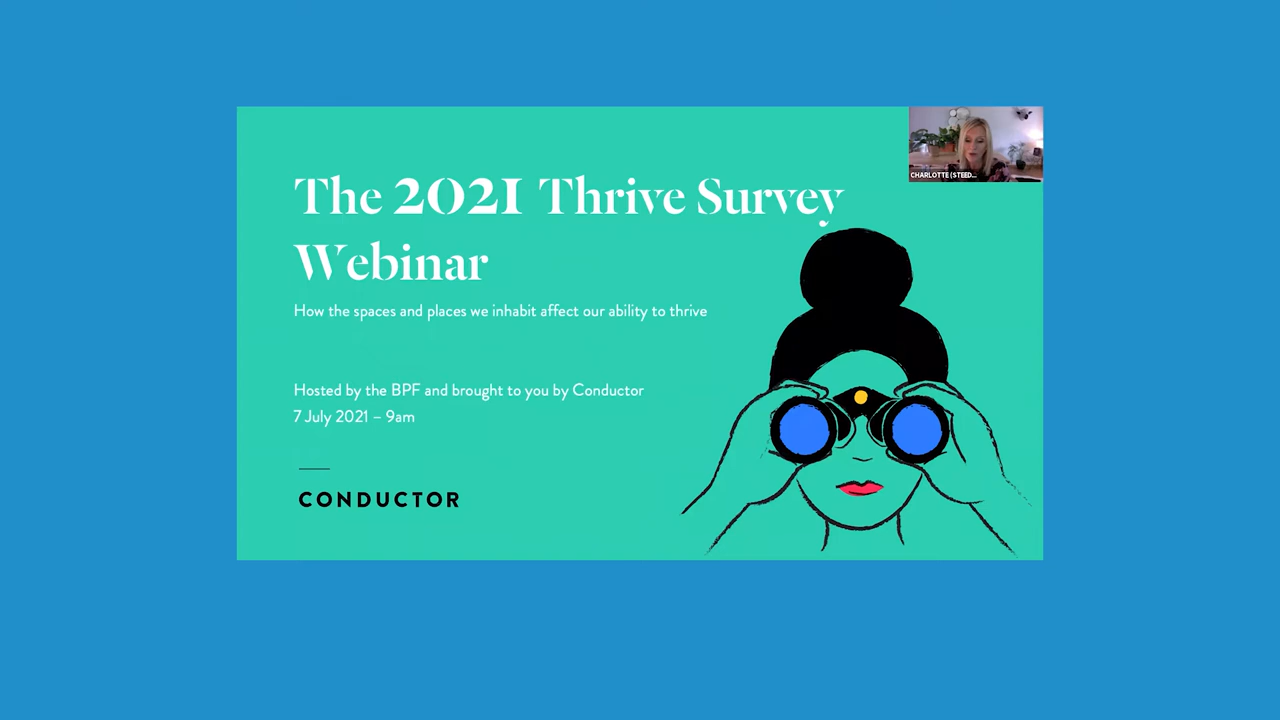 The 2021 Thrive Survey
Webinar
How the spaces and places we inhabit affect our ability to thrive
Hosted by the BPF and brought to you by Conductor
7 July 2021 – 9am
CONDUCTOR
CHARLOTTE (STEED...